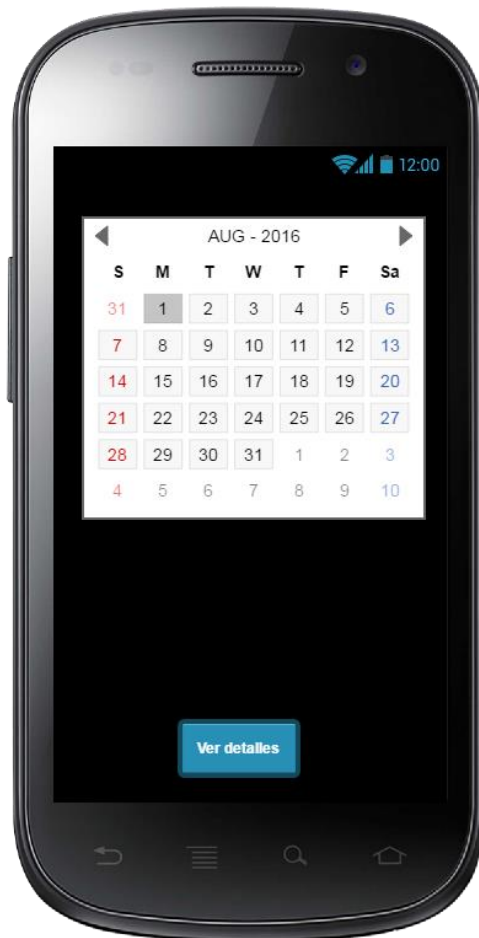 12:00
AUG - 2016
S M T W T F Sa
31 1 2 3 4 5 6
7 8 9 10 11 12 13
14 15 16 17 18 19 20
21 22 23 24 25 26 27
28 29 30 31 1 2 3
4 5 6 7 8 9 10
Ver detalles